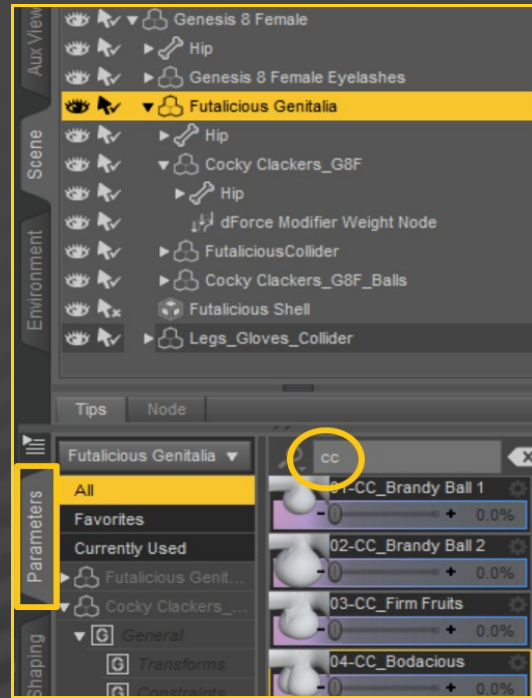 Aux View
Scene
Environment
Genesis 8 Female
Hip
Genesis 8 Female Eyelashes
Futalicious Genitalia
Hip
Cocky Clackers_G8F
Hip
dForce Modifier Weight Node
FutaliciousCollider
Cocky Clackers_G8F_Balls
Futalicious Shell
Legs_Gloves_Collider
Tips
Node
Parameters
Shaping
Futalicious Genitalia
cc
All
Favorites
Currently Used
Futalicious Genit...
Cocky Clackers_...
G General
G Transforms
G Constraints
01-CC_Brandy Ball 1
- + 0.0%
02-CC_Brandy Ball 2
- + 0.0%
03-CC_Firm Fruits
- + 0.0%
04-CC_Bodacious
- + 0.0%